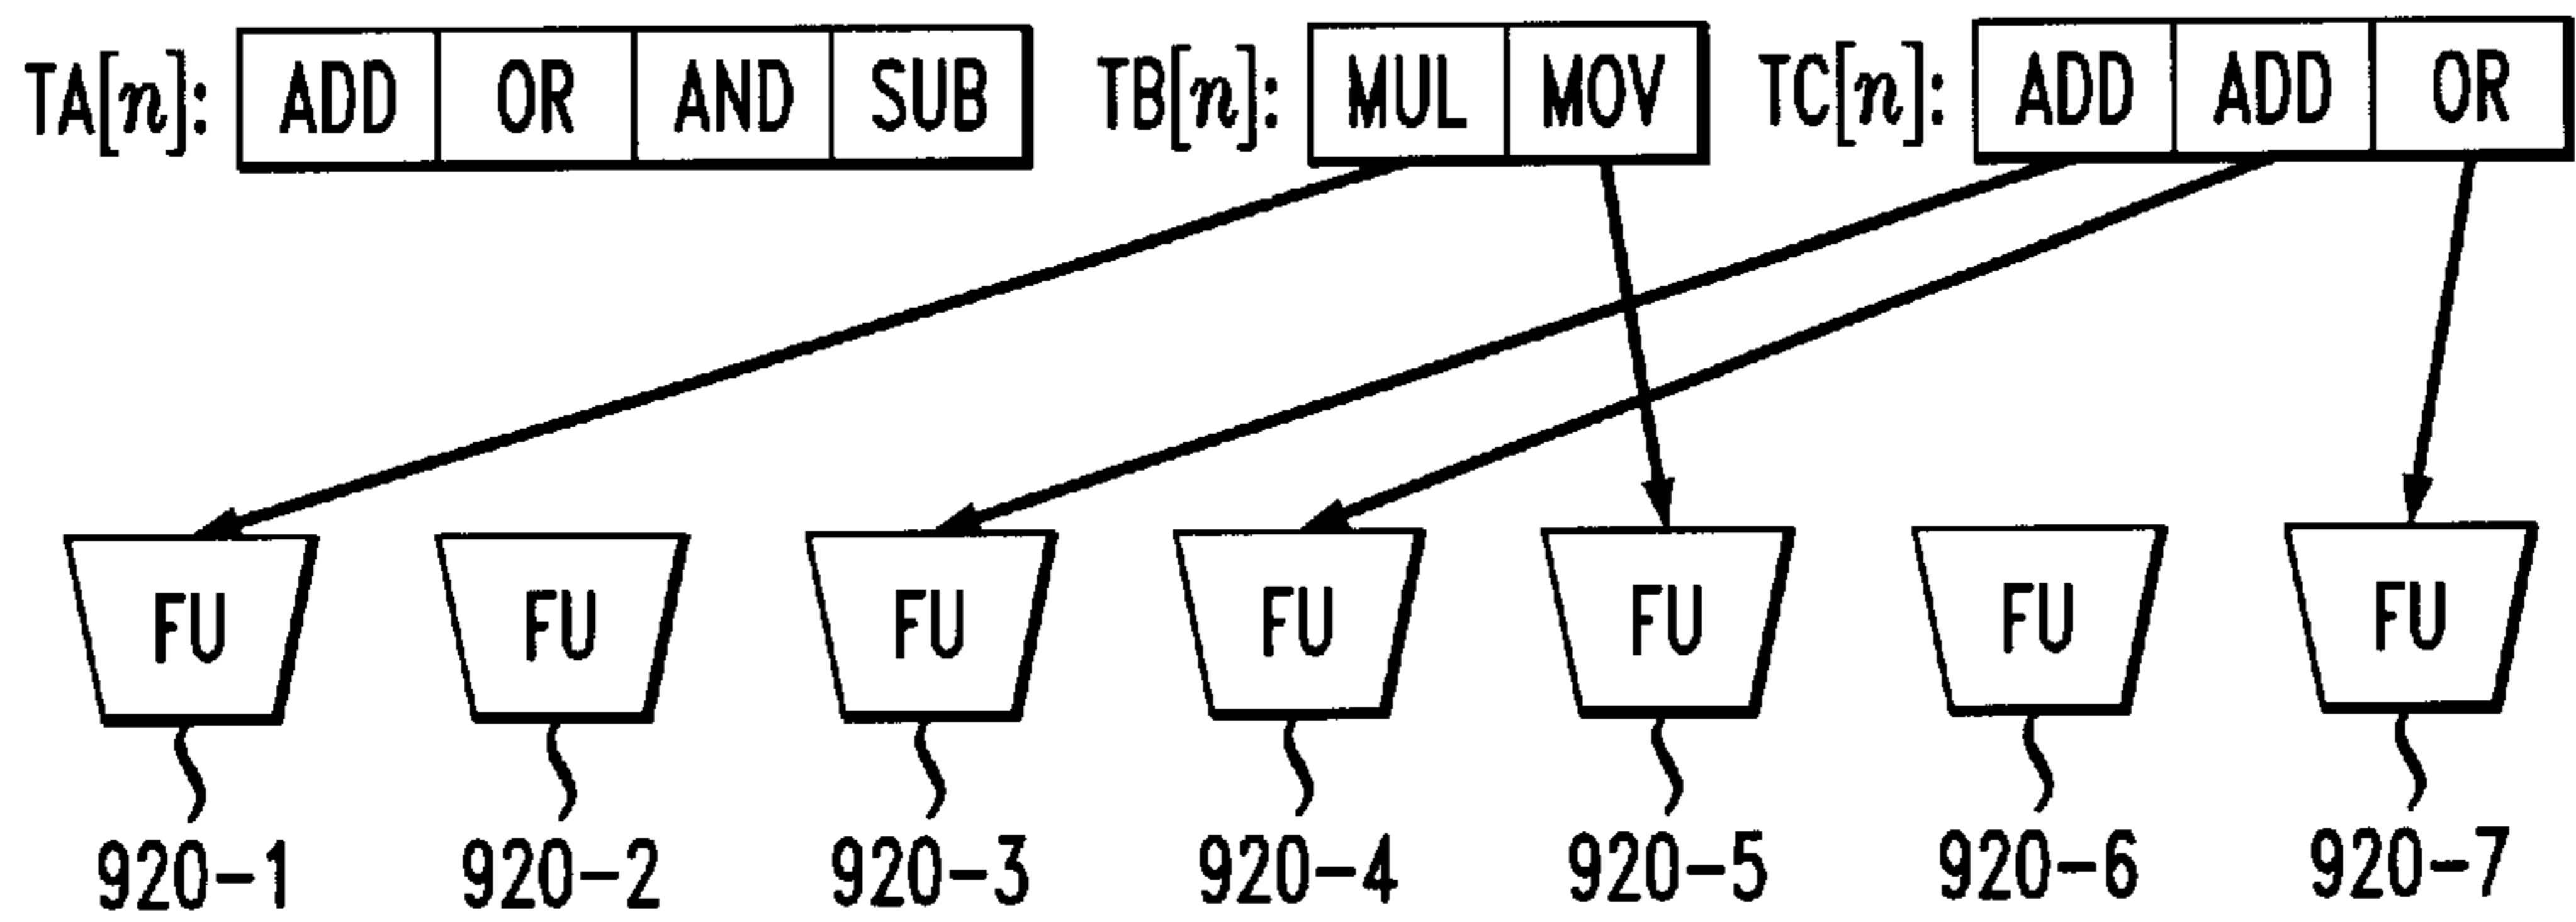 TA[n]: ADD OR AND SUB TB[n]: MUL MOV TC[n]: ADD ADD OR
FU FU FU FU FU FU FU
920-1 920-2 920-3 920-4 920-5 920-6 920-7